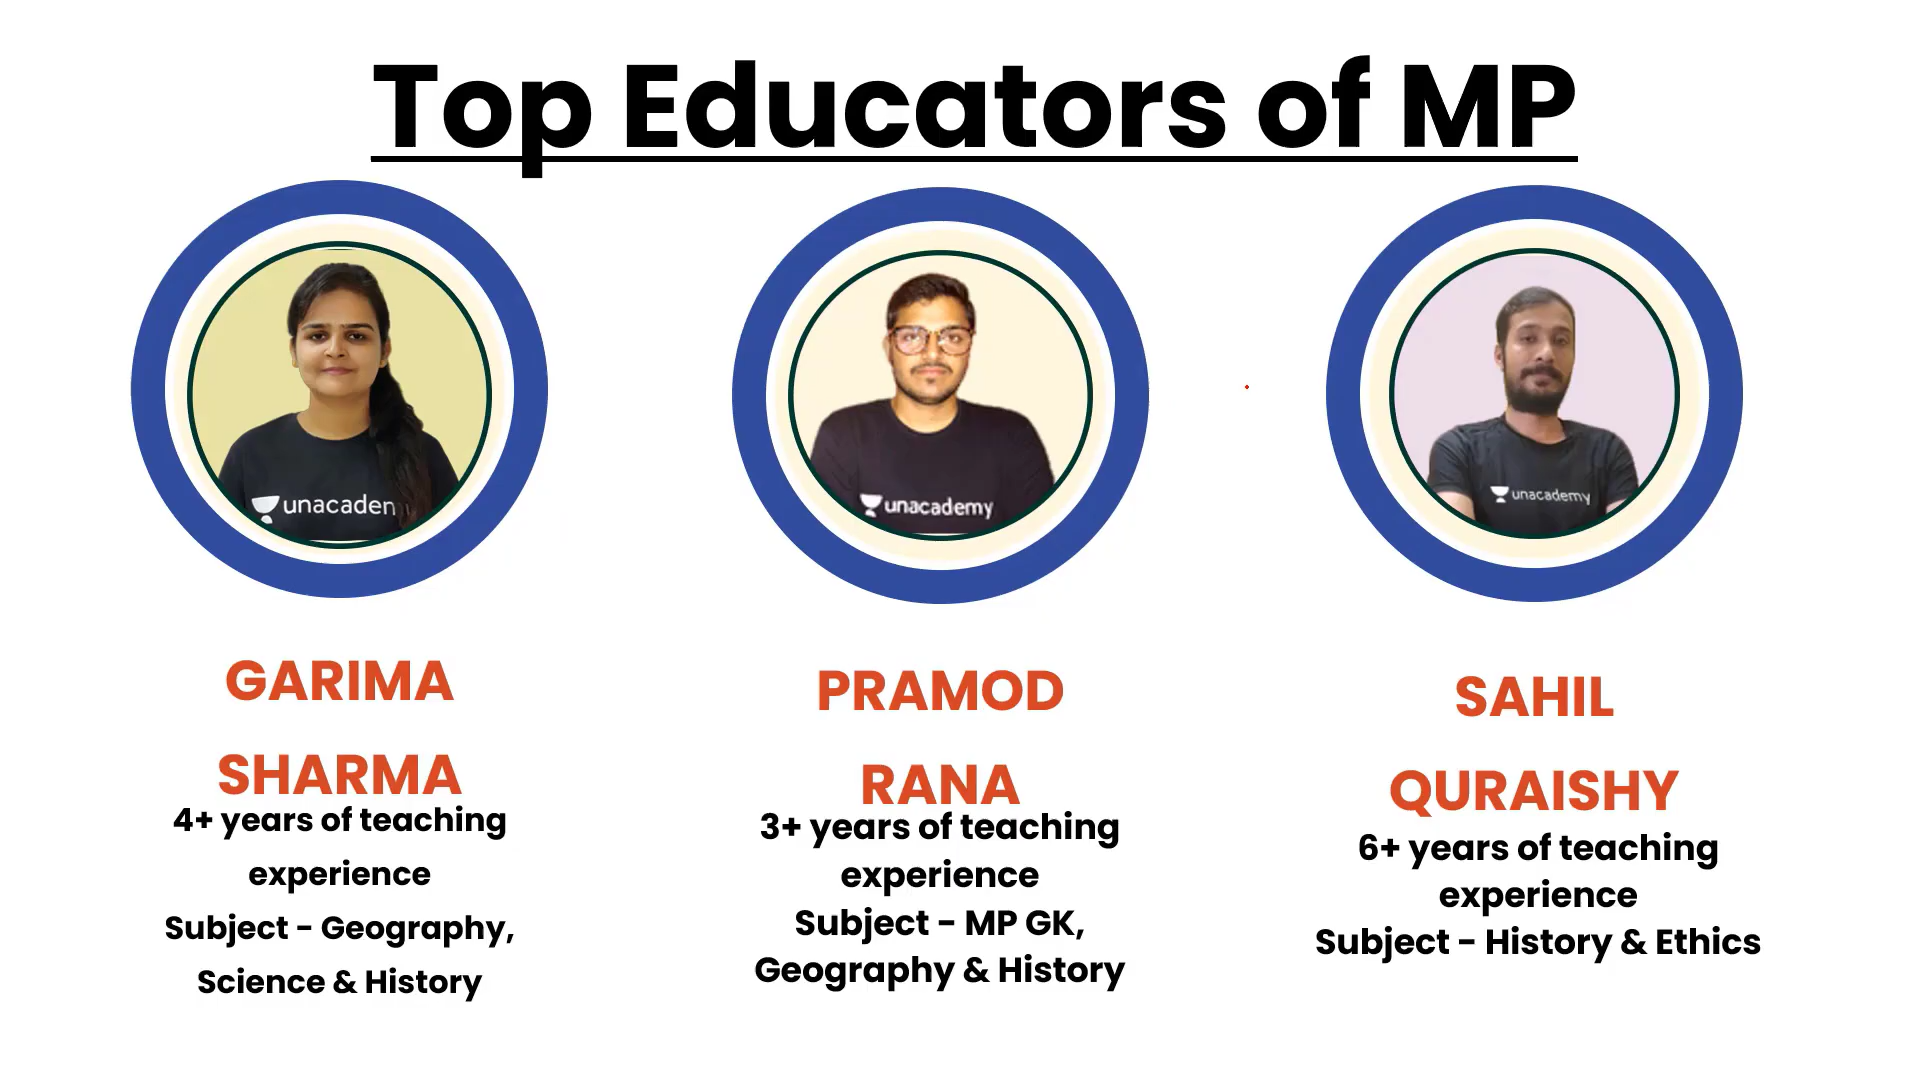 Top Educators of MP
unacadem
unacademy
unacademy
GARIMA
SHARMA
4+ years of teaching
experience
Subject - Geography,
Science & History
PRAMOD
RANA
3+ years of teaching
experience
Subject - MP GK,
Geography & History
SAHIL
QURAISHY
6+ years of teaching
experience
Subject - History & Ethics